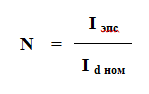 I эпс
N =
I d ном